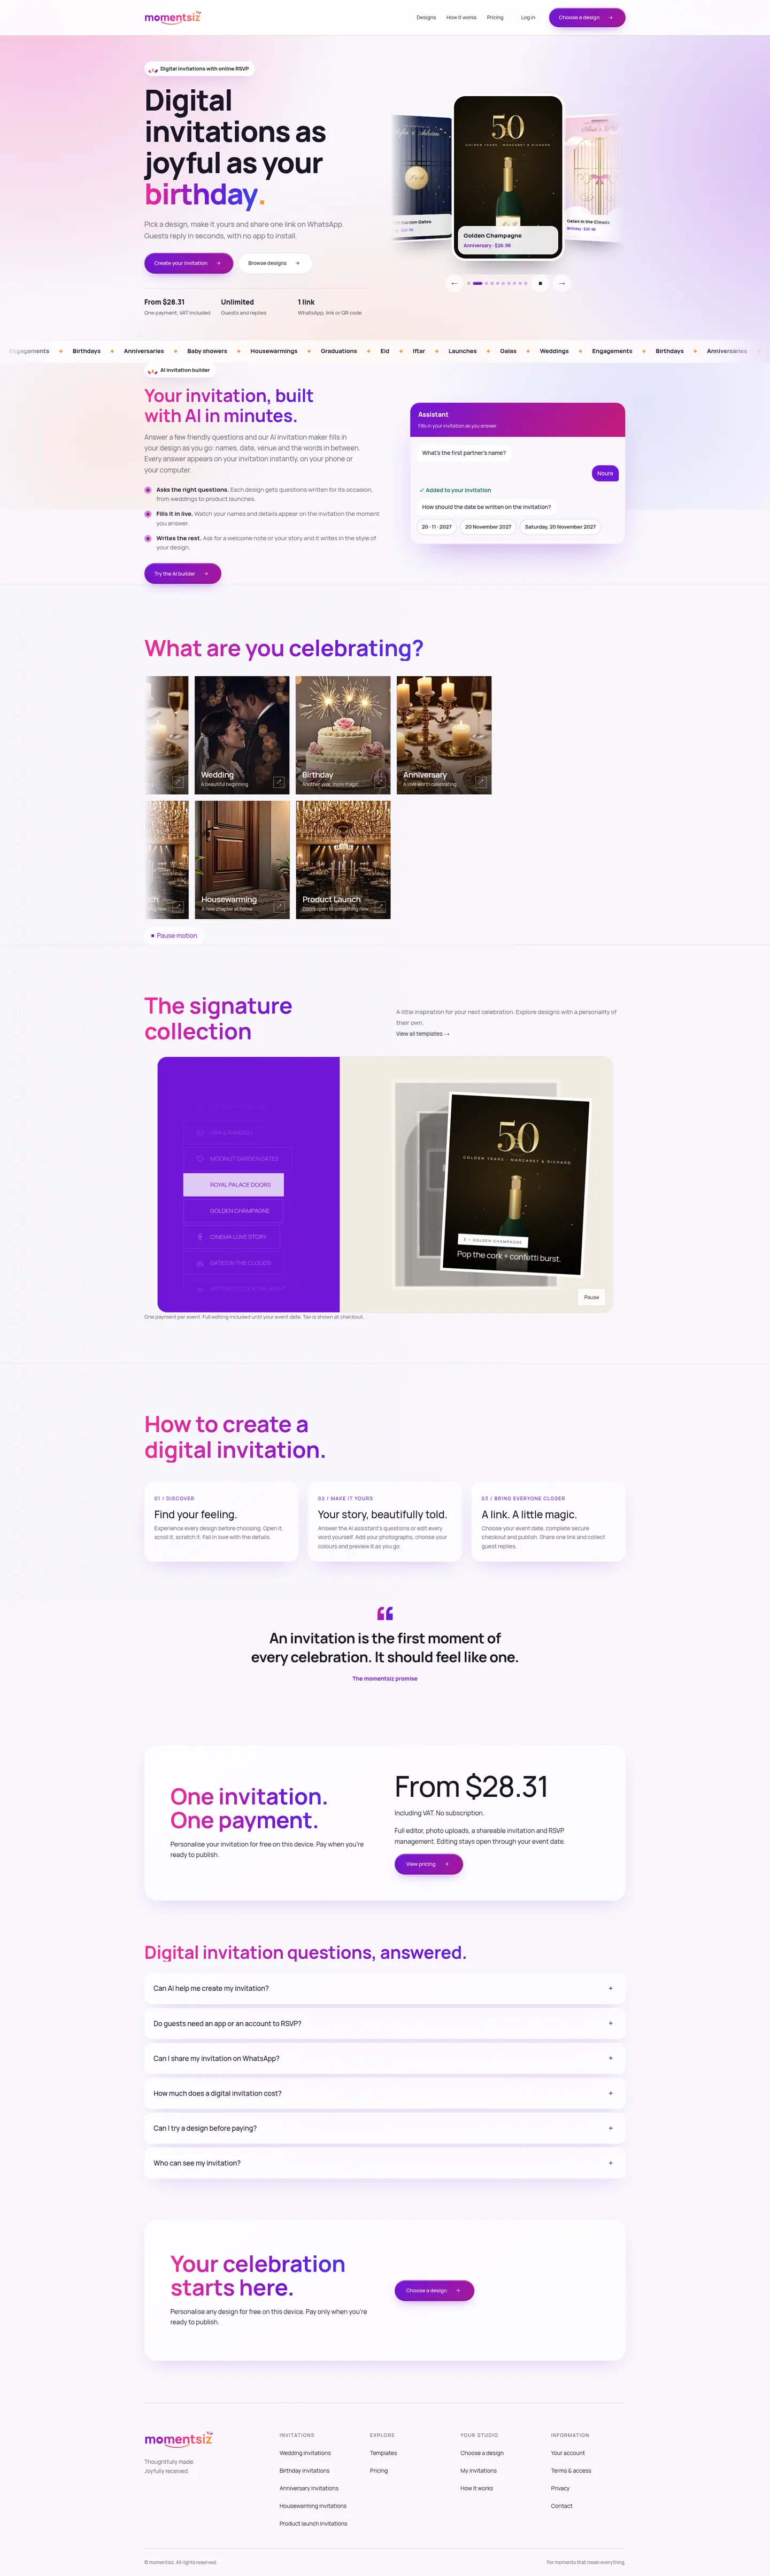 momentsiz
Designs
How it works
Pricing
Log in
Choose a design →
Digital invitations with online RSVP
Digital
invitations as
joyful as your
birthday.
Pick a design, make it yours and share one link on WhatsApp.
Guests reply in seconds, with no app to install.
Create your invitation →
Browse designs →
From $28.31
One payment, VAT included
Unlimited
Guests and replies
1 link
WhatsApp, link or QR code
50
GOLDEN YEARS · MARGARET & RICHARD
Golden Champagne
Anniversary · $26.96
Gates in the Clouds
Birthday · $26.96
Engagements
Birthdays
Anniversaries
Baby showers
Housewarmings
Graduations
Eid
Iftar
Launches
Galas
Weddings
Engagements
Birthdays
Anniversaries
AI invitation builder
Your invitation, built
with AI in minutes.
Answer a few friendly questions and our AI invitation maker fills in
your design as you go: names, date, venue and the words in between.
Every answer appears on your invitation instantly, on your phone or
your computer.
Asks the right questions. Each design gets questions written for its occasion,
from weddings to product launches.
Fills it in live. Watch your names and details appear on the invitation the moment
you answer.
Writes the rest. Ask for a welcome note or your story and it writes in the style of
your design.
Try the AI builder →
Assistant
Fills in your invitation as you answer
What's the first partner's name?
Noura
✓ Added to your invitation
How should the date be written on the invitation?
20 · 11 · 2027
20 November 2027
Saturday, 20 November 2027
What are you celebrating?
Wedding
A beautiful beginning
Birthday
Another year, more magic
Anniversary
A love worth celebrating
Housewarming
A new chapter at home
Product Launch
Doors open to something new
Pause motion
The signature
collection
A little inspiration for your next celebration. Explore designs with a personality of
their own.
View all templates →
MOONLIT GARDEN GATES
ROYAL PALACE DOORS
GOLDEN CHAMPAGNE
CINEMA LOVE STORY
GATES IN THE CLOUDS
50
GOLDEN YEARS · MARGARET & RICHARD
GOLDEN CHAMPAGNE
Pop the cork + confetti burst.
Pause
One payment per event. Full editing included until your event date. Tax is shown at checkout.
How to create a
digital invitation.
01 / DISCOVER
Find your feeling.
Experience every design before choosing. Open it,
scroll it, scratch it. Fall in love with the details.
02 / MAKE IT YOURS
Your story, beautifully told.
Answer the AI assistant's questions or edit every
word yourself. Add your photographs, choose your
colours and preview it as you go.
03 / BRING EVERYONE CLOSER
A link. A little magic.
Choose your event date, complete secure
checkout and publish. Share one link and collect
guest replies.
An invitation is the first moment of
every celebration. It should feel like one.
The momentsiz promise
One invitation.
One payment.
Personalise your invitation for free on this device. Pay when you're
ready to publish.
From $28.31
Including VAT. No subscription.
Full editor, photo uploads, a shareable invitation and RSVP
management. Editing stays open through your event date.
View pricing →
Digital invitation questions, answered.
Can AI help me create my invitation? +
Do guests need an app or an account to RSVP? +
Can I share my invitation on WhatsApp? +
How much does a digital invitation cost? +
Can I try a design before paying? +
Who can see my invitation? +
Your celebration
starts here.
Personalise any design for free on this device. Pay only when you're
ready to publish.
Choose a design →
momentsiz
Thoughtfully made.
Joyfully received.
INVITATIONS
Wedding invitations
Birthday invitations
Anniversary invitations
Housewarming invitations
Product launch invitations
EXPLORE
Templates
Pricing
YOUR STUDIO
Choose a design
My invitations
How it works
INFORMATION
Your account
Terms & access
Privacy
Contact
© momentsiz. All rights reserved.
For moments that mean everything.